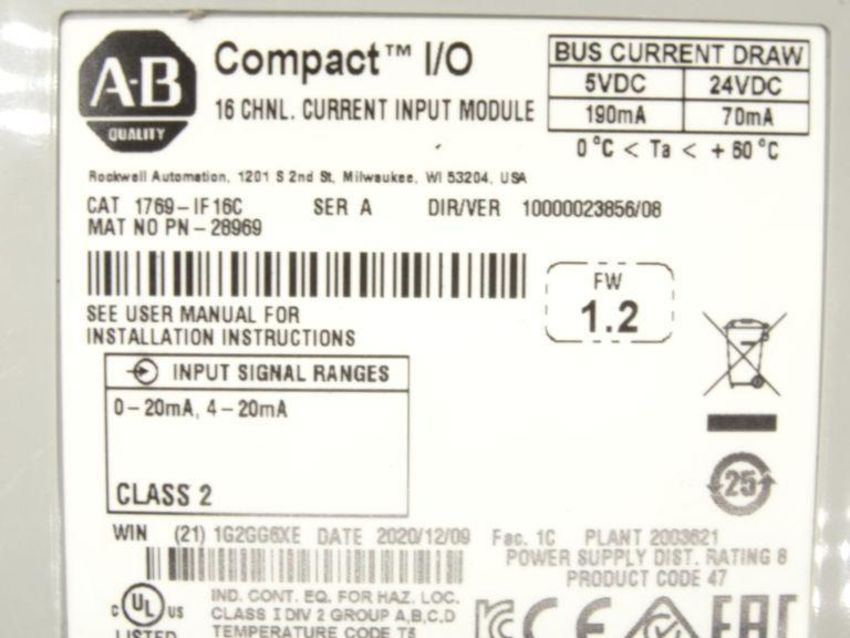 A-B
QUALITY
Compact™ I/O
16 CHNL. CURRENT INPUT MODULE
BUS CURRENT DRAW
5VDC 24VDC
190mA 70mA
0°C < Ta < +60°C
Rockwell Automation, 1201 S 2nd St, Milwaukee, WI 53204, USA
CAT 1769-IF16C SER A DIR/VER 10000023856/08
MAT NO PN-28969
FW
1.2
SEE USER MANUAL FOR
INSTALLATION INSTRUCTIONS
INPUT SIGNAL RANGES
0-20mA, 4-20mA
CLASS 2
25
WIN (21) 1G2GG6XE DATE 2020/12/09 Fac. 1C PLANT 2003621
POWER SUPPLY DIST. RATING 8
PRODUCT CODE 47
c UL us
LISTED
IND. CONT. EQ. FOR HAZ. LOC.
CLASS I DIV 2 GROUP A,B,C,D
TEMPERATURE CODE T5
CE
EAC